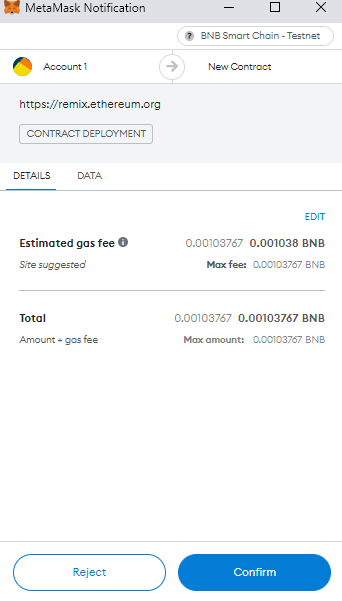 MetaMask Notification
BNB Smart Chain - Testnet
Account 1
New Contract
https://remix.ethereum.org
CONTRACT DEPLOYMENT
DETAILS DATA
EDIT
Estimated gas fee 0.00103767 0.001038 BNB
Site suggested Max fee: 0.00103767 BNB
Total 0.00103767 0.00103767 BNB
Amount + gas fee Max amount: 0.00103767 BNB
Reject Confirm